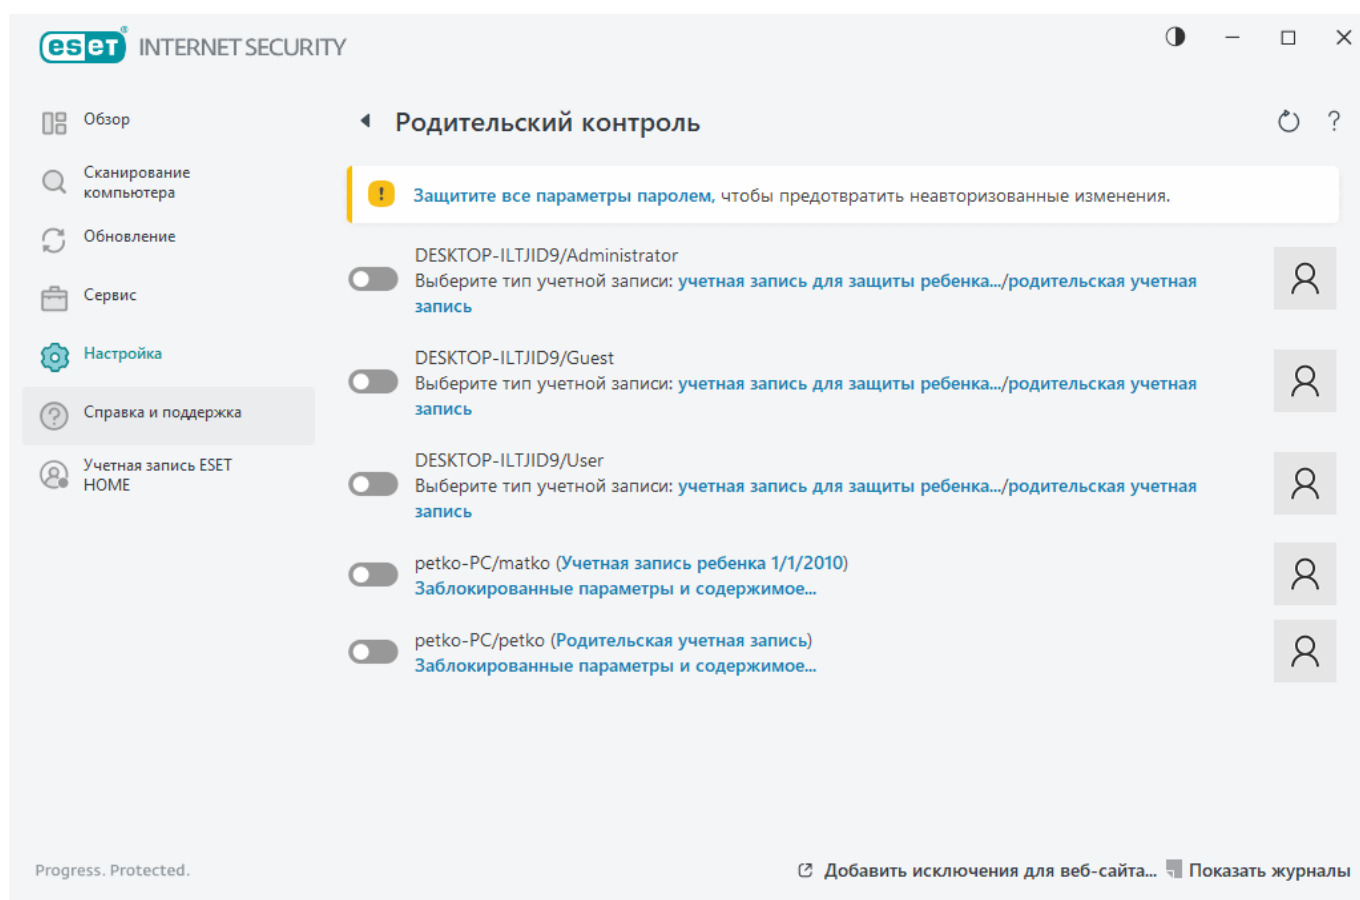 eset® INTERNET SECURITY
Обзор
Сканирование
компьютера
Обновление
Сервис
Настройка
Справка и поддержка
Учетная запись ESET
HOME
Родительский контроль
?
Защитите все параметры паролем, чтобы предотвратить неавторизованные изменения.
DESKTOP-ILTJID9/Administrator
Выберите тип учетной записи: учетная запись для защиты ребенка.../родительская учетная
запись
DESKTOP-ILTJID9/Guest
Выберите тип учетной записи: учетная запись для защиты ребенка.../родительская учетная
запись
DESKTOP-ILTJID9/User
Выберите тип учетной записи: учетная запись для защиты ребенка.../родительская учетная
запись
petko-PC/matko (Учетная запись ребенка 1/1/2010)
Заблокированные параметры и содержимое...
petko-PC/petko (Родительская учетная запись)
Заблокированные параметры и содержимое...
Progress. Protected.
Добавить исключения для веб-сайта... Показать журналы